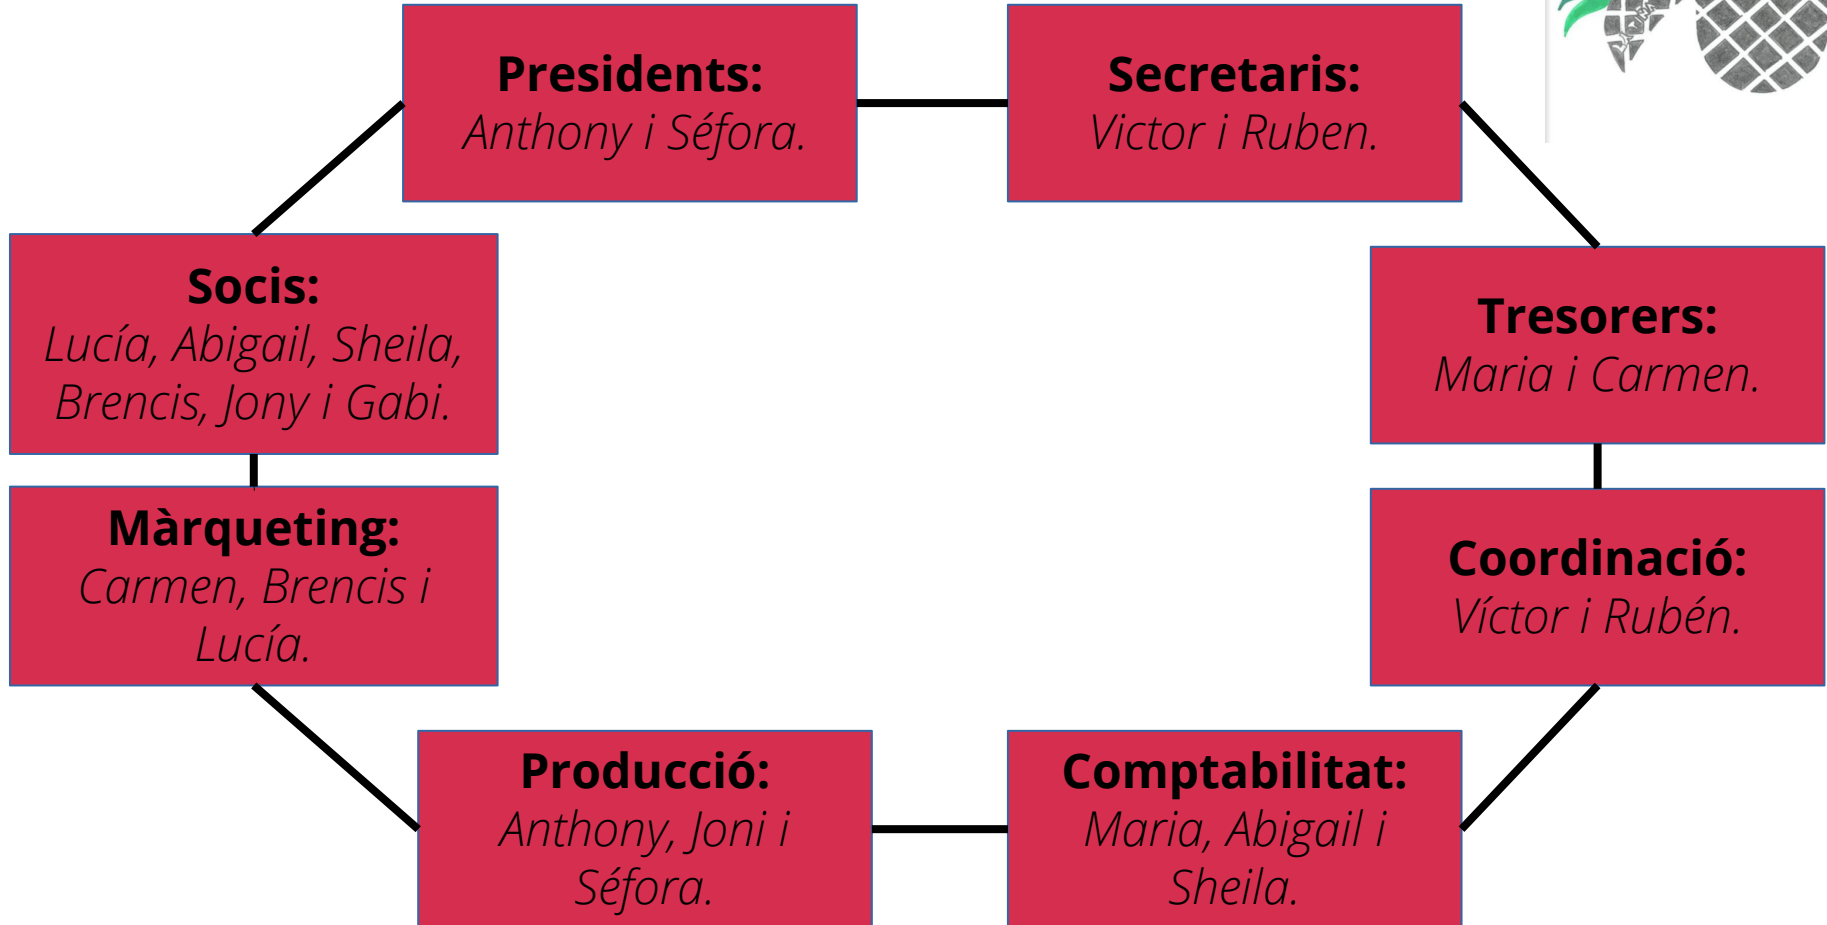 Presidents:
Anthony i Séfora.
Secretaris:
Victor i Ruben.
Socis:
Lucía, Abigail, Sheila,
Brencis, Jony i Gabi.
Tresorers:
Maria i Carmen.
Màrqueting:
Carmen, Brencis i
Lucía.
Coordinació:
Víctor i Rubén.
Producció:
Anthony, Joni i
Séfora.
Comptabilitat:
Maria, Abigail i
Sheila.